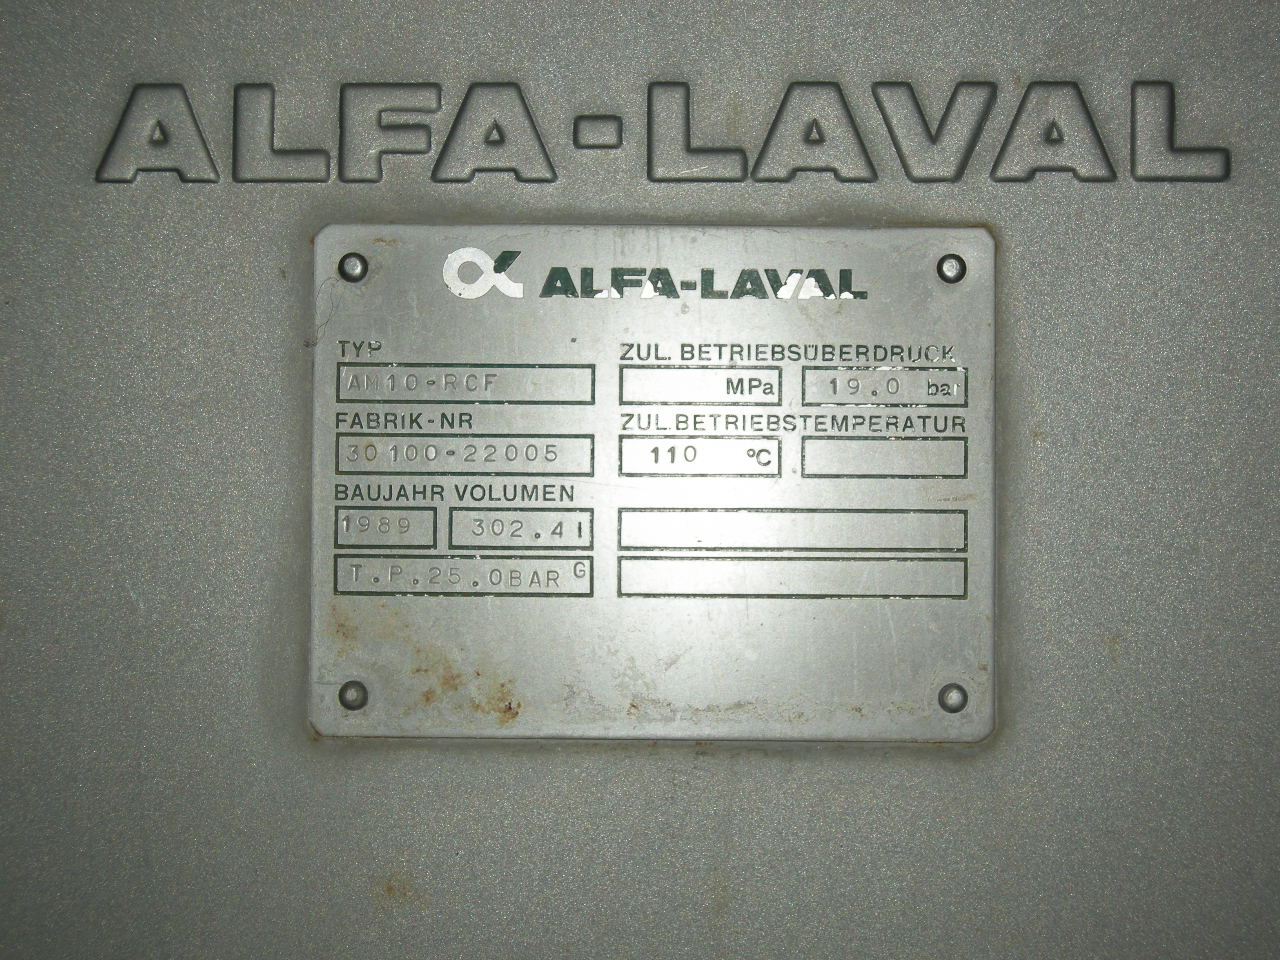 ALFA-LAVAL
ALFA-LAVAL
TYP
AM10-RCF
FABRIK-NR
30100-22005
BAUJAHR VOLUMEN
1989 302.4 l
T.P.25.0BAR G
ZUL. BETRIEBSÜBERDRUCK
MPa 19.0 bar
ZUL.BETRIEBSTEMPERATUR
110 °C